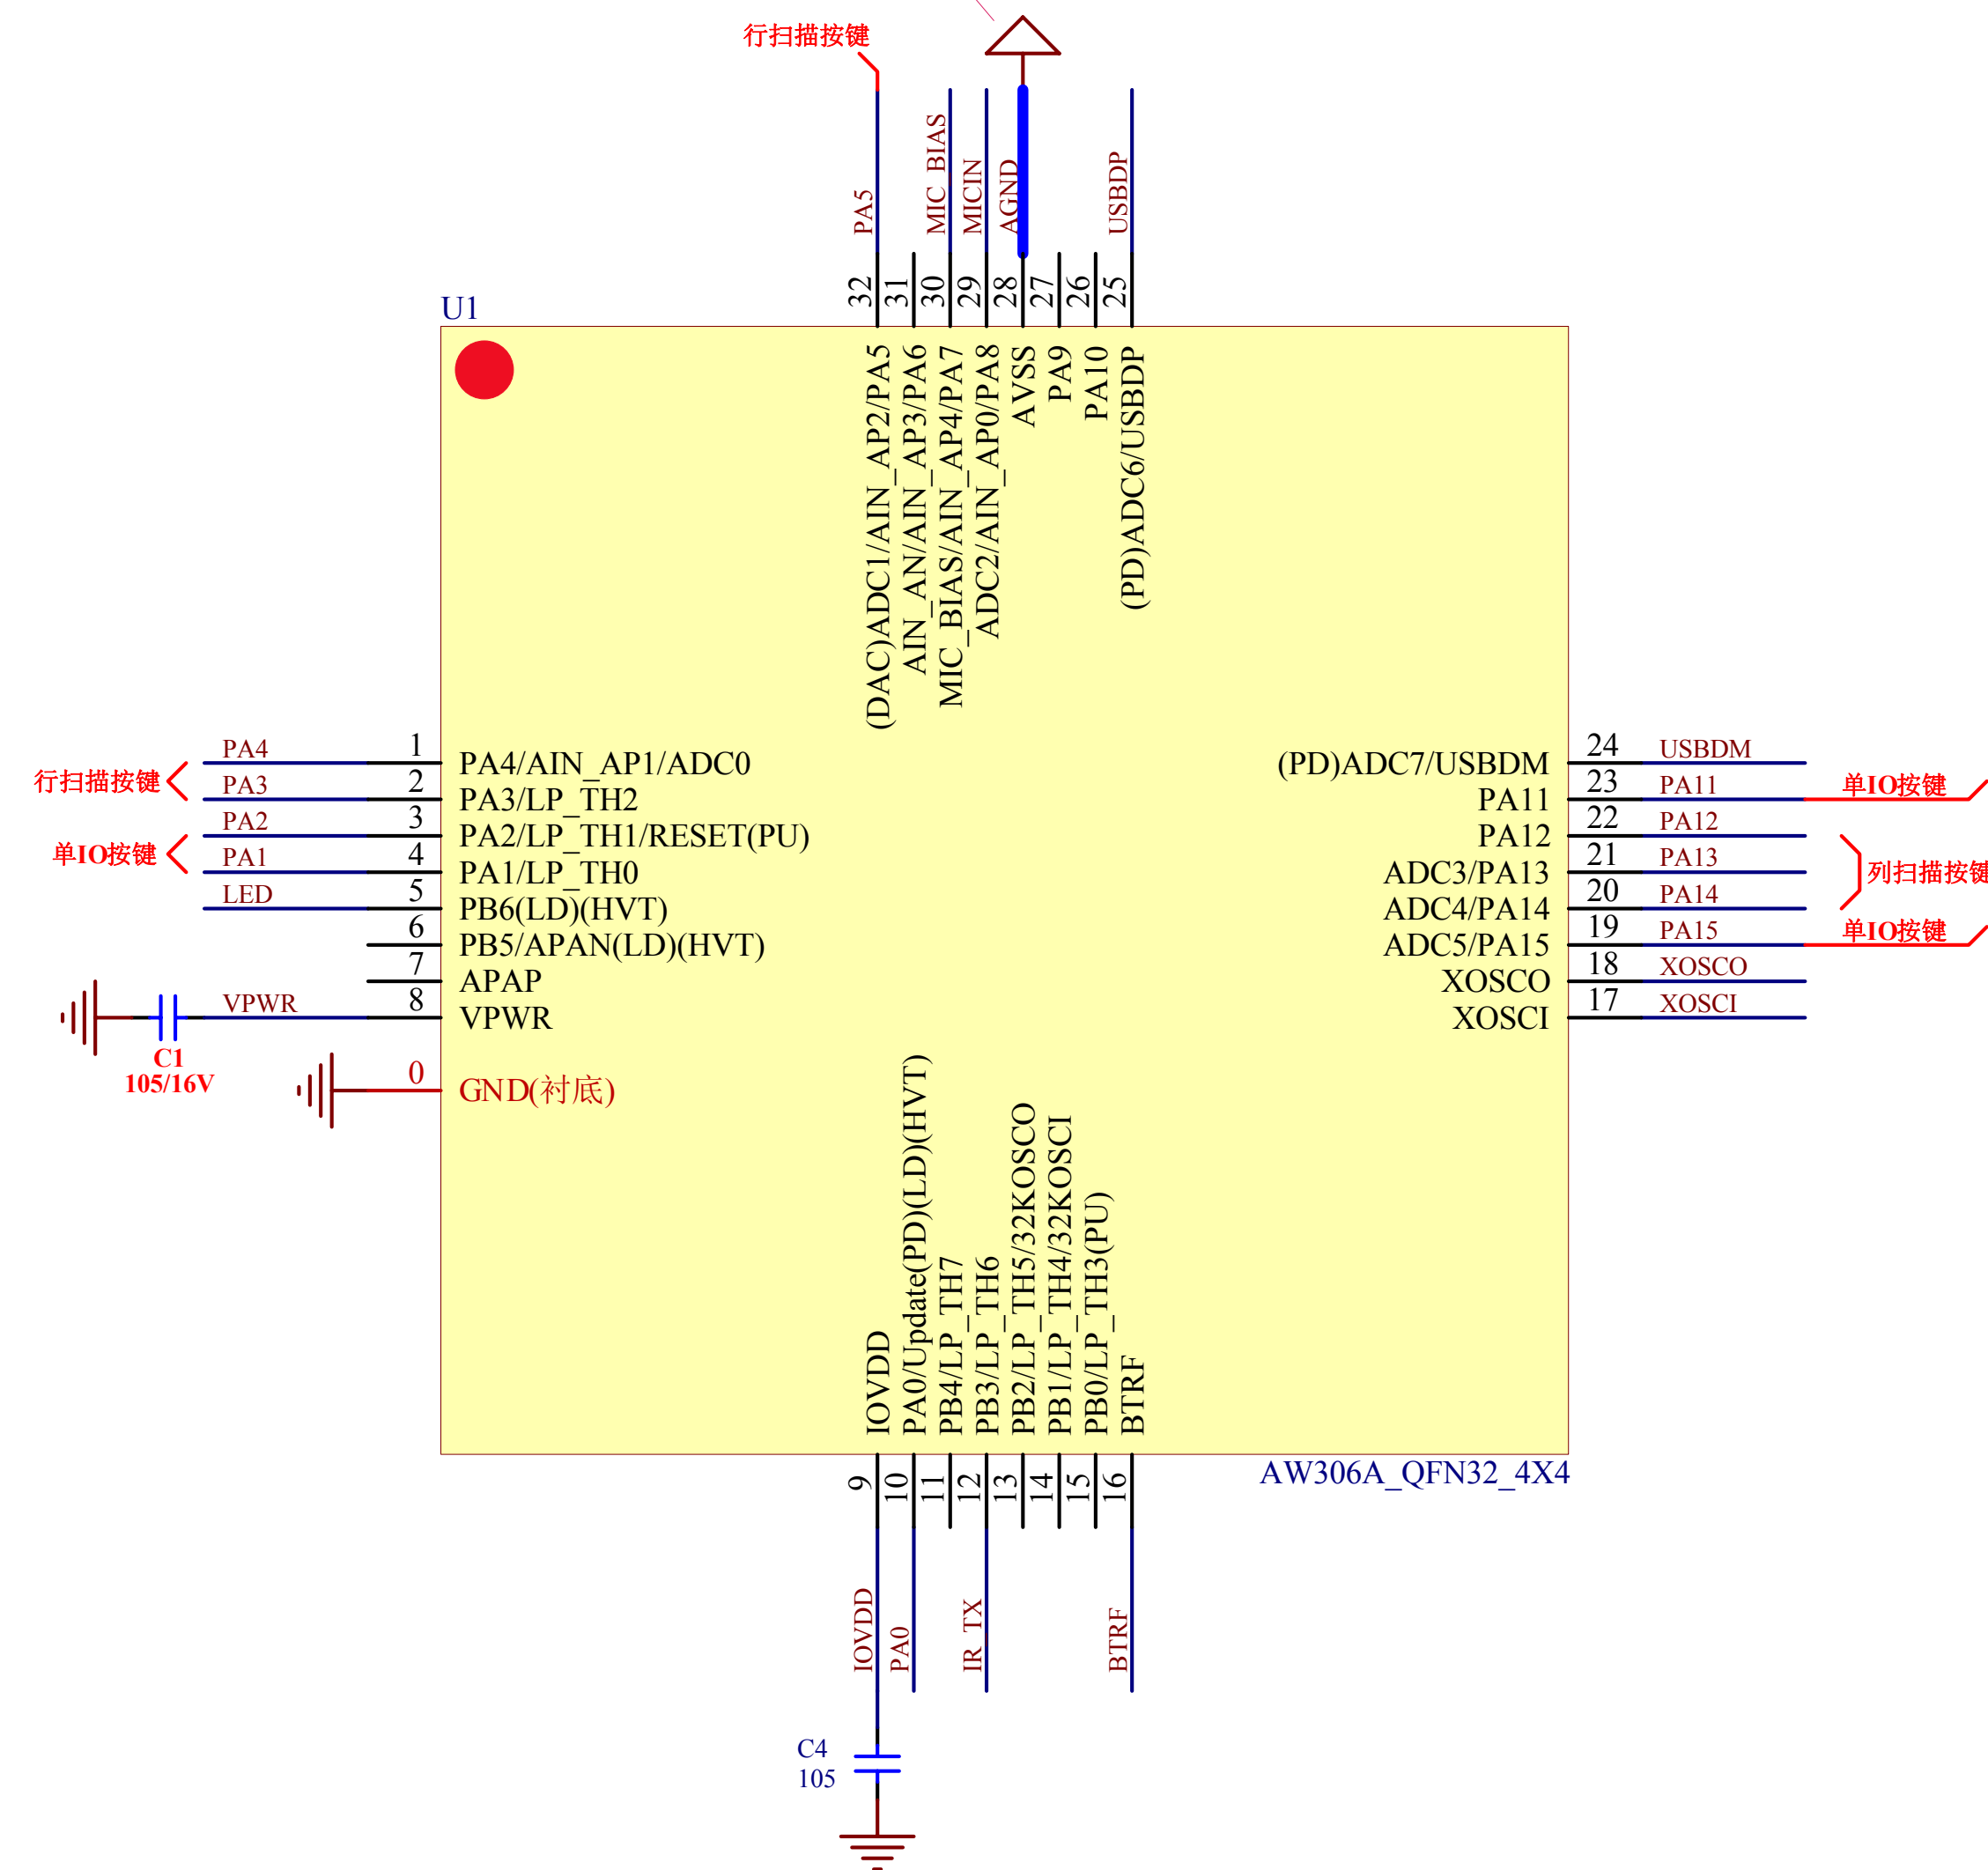 行扫描按键
PA5
MIC_BIAS
MICIN
AGND
USBDP
32
31
30
29
28
27
26
25
U1
(DAC)ADC1/AIN_AP2/PA5
AIN_AN/AIN_AP3/PA6
MIC_BIAS/AIN_AP4/PA7
ADC2/AIN_AP0/PA8
AVSS
PA9
PA10
(PD)ADC6/USBDP
行扫描按键
单IO按键
PA4 1 PA4/AIN_AP1/ADC0
PA3 2 PA3/LP_TH2
PA2 3 PA2/LP_TH1/RESET(PU)
PA1 4 PA1/LP_TH0
LED 5 PB6(LD)(HVT)
6 PB5/APAN(LD)(HVT)
7 APAP
VPWR 8 VPWR
C1
105/16V
0 GND(衬底)
(PD)ADC7/USBDM 24 USBDM
PA11 23 PA11 单IO按键
PA12 22 PA12
ADC3/PA13 21 PA13 列扫描按键
ADC4/PA14 20 PA14
ADC5/PA15 19 PA15 单IO按键
XOSCO 18 XOSCO
XOSCI 17 XOSCI
IOVDD
PA0/Update(PD)(LD)(HVT)
PB4/LP_TH7
PB3/LP_TH6
PB2/LP_TH5/32KOSCO
PB1/LP_TH4/32KOSCI
PB0/LP_TH3(PU)
BTRF
AW306A_QFN32_4X4
9
10
11
12
13
14
15
16
IOVDD
PA0
IR_TX
BTRF
C4
105